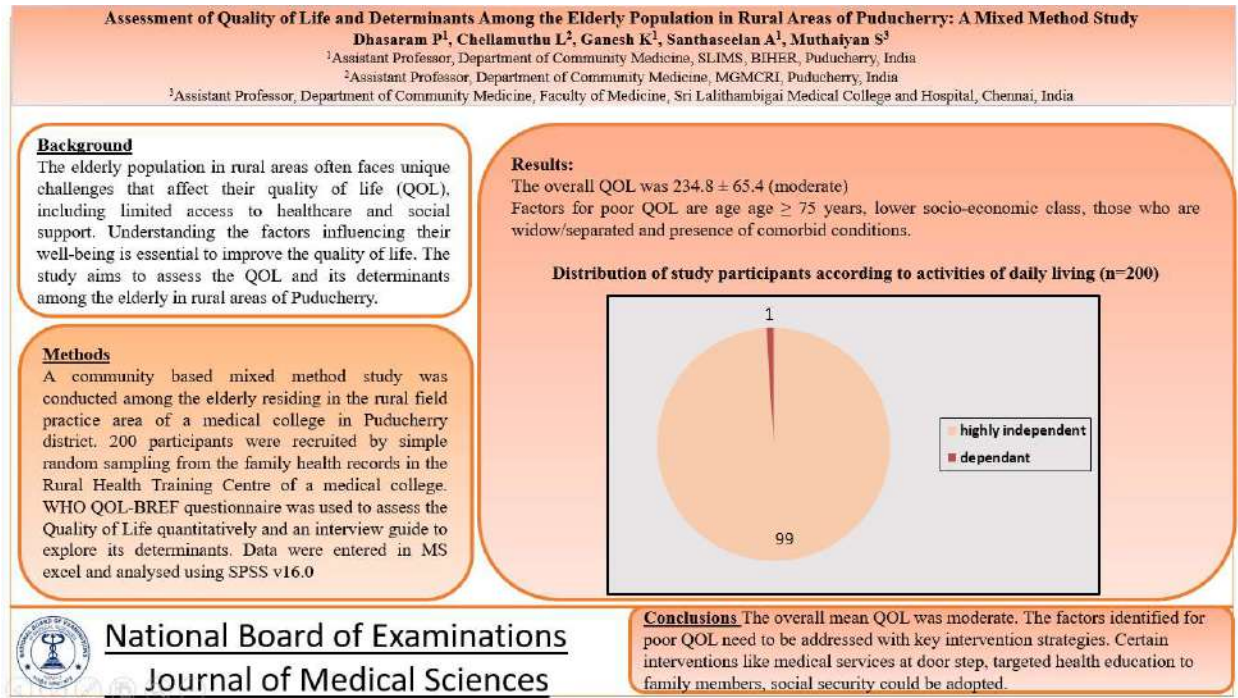 Assessment of Quality of Life and Determinants Among the Elderly Population in Rural Areas of Puducherry: A Mixed Method Study
Dhasaram P1, Chellamuthu L2, Ganesh K1, Santhaseelan A1, Muthaiyan S3
1Assistant Professor, Department of Community Medicine, SLIMS, BIHER, Puducherry, India
2Assistant Professor, Department of Community Medicine, MGMCRI, Puducherry, India
3Assistant Professor, Department of Community Medicine, Faculty of Medicine, Sri Lalithambigai Medical College and Hospital, Chennai, India
Background
The elderly population in rural areas often faces unique
challenges that affect their quality of life (QOL),
including limited access to healthcare and social
support. Understanding the factors influencing their
well-being is essential to improve the quality of life. The
study aims to assess the QOL and its determinants
among the elderly in rural areas of Puducherry.
Methods
A community based mixed method study was
conducted among the elderly residing in the rural field
practice area of a medical college in Puducherry
district. 200 participants were recruited by simple
random sampling from the family health records in the
Rural Health Training Centre of a medical college.
WHO QOL-BREF questionnaire was used to assess the
Quality of Life quantitatively and an interview guide to
explore its determinants. Data were entered in MS
excel and analysed using SPSS v16.0
Results:
The overall QOL was 234.8 ± 65.4 (moderate)
Factors for poor QOL are age age ≥ 75 years, lower socio-economic class, those who are
widow/separated and presence of comorbid conditions.
Distribution of study participants according to activities of daily living (n=200)
1
99
highly independent
dependant
National Board of Examinations
Journal of Medical Sciences
Conclusions The overall mean QOL was moderate. The factors identified for
poor QOL need to be addressed with key intervention strategies. Certain
interventions like medical services at door step, targeted health education to
family members, social security could be adopted.